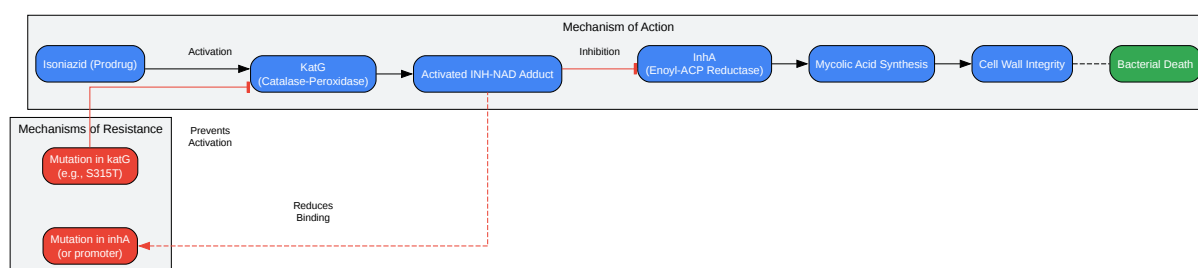 Mechanism of Action
Isoniazid (Prodrug)
Activation
KatG
(Catalase-Peroxidase)
Activated INH-NAD Adduct
Inhibition
InhA
(Enoyl-ACP Reductase)
Mycolic Acid Synthesis
Cell Wall Integrity
Bacterial Death
Mechanisms of Resistance
Prevents
Activation
Mutation in katG
(e.g., S315T)
Reduces
Binding
Mutation in inhA
(or promoter)